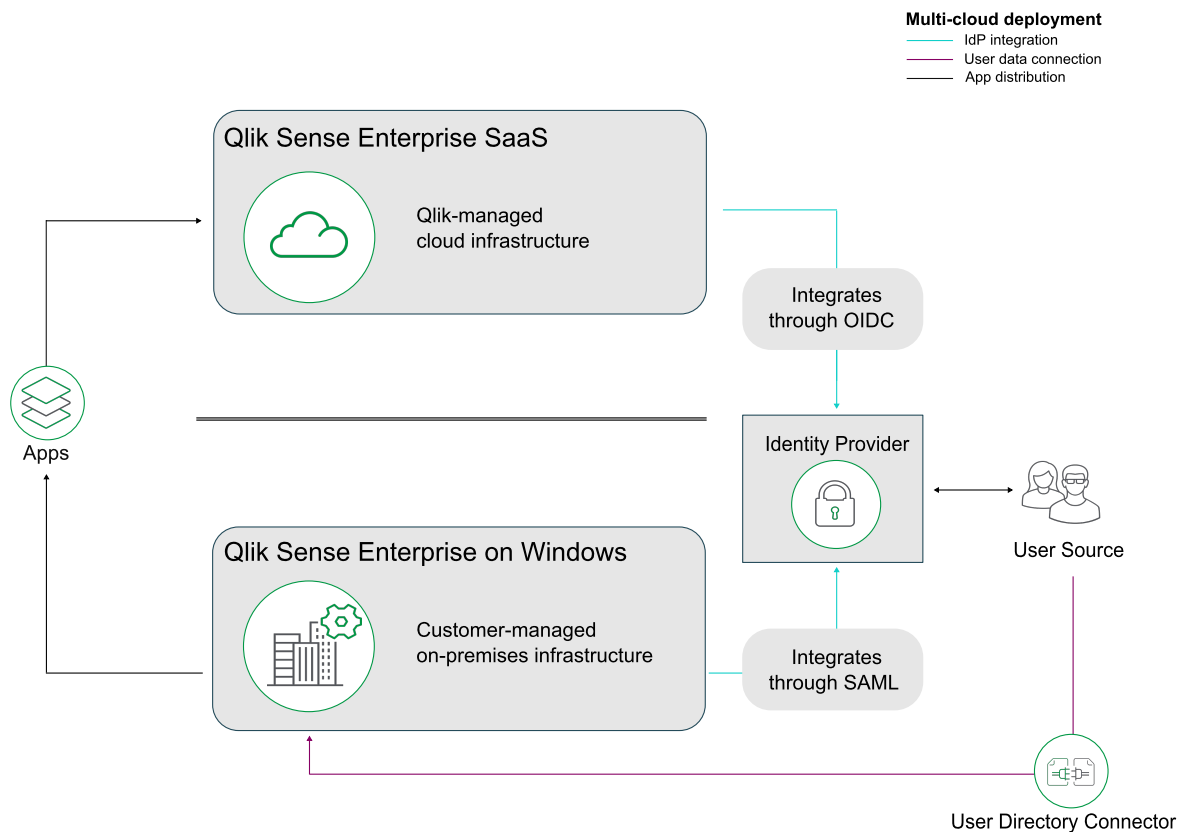 Multi-cloud deployment
IdP integration
User data connection
App distribution
Qlik Sense Enterprise SaaS
Qlik-managed
cloud infrastructure
Integrates
through OIDC
Apps
Identity Provider
User Source
Qlik Sense Enterprise on Windows
Customer-managed
on-premises infrastructure
Integrates
through SAML
User Directory Connector